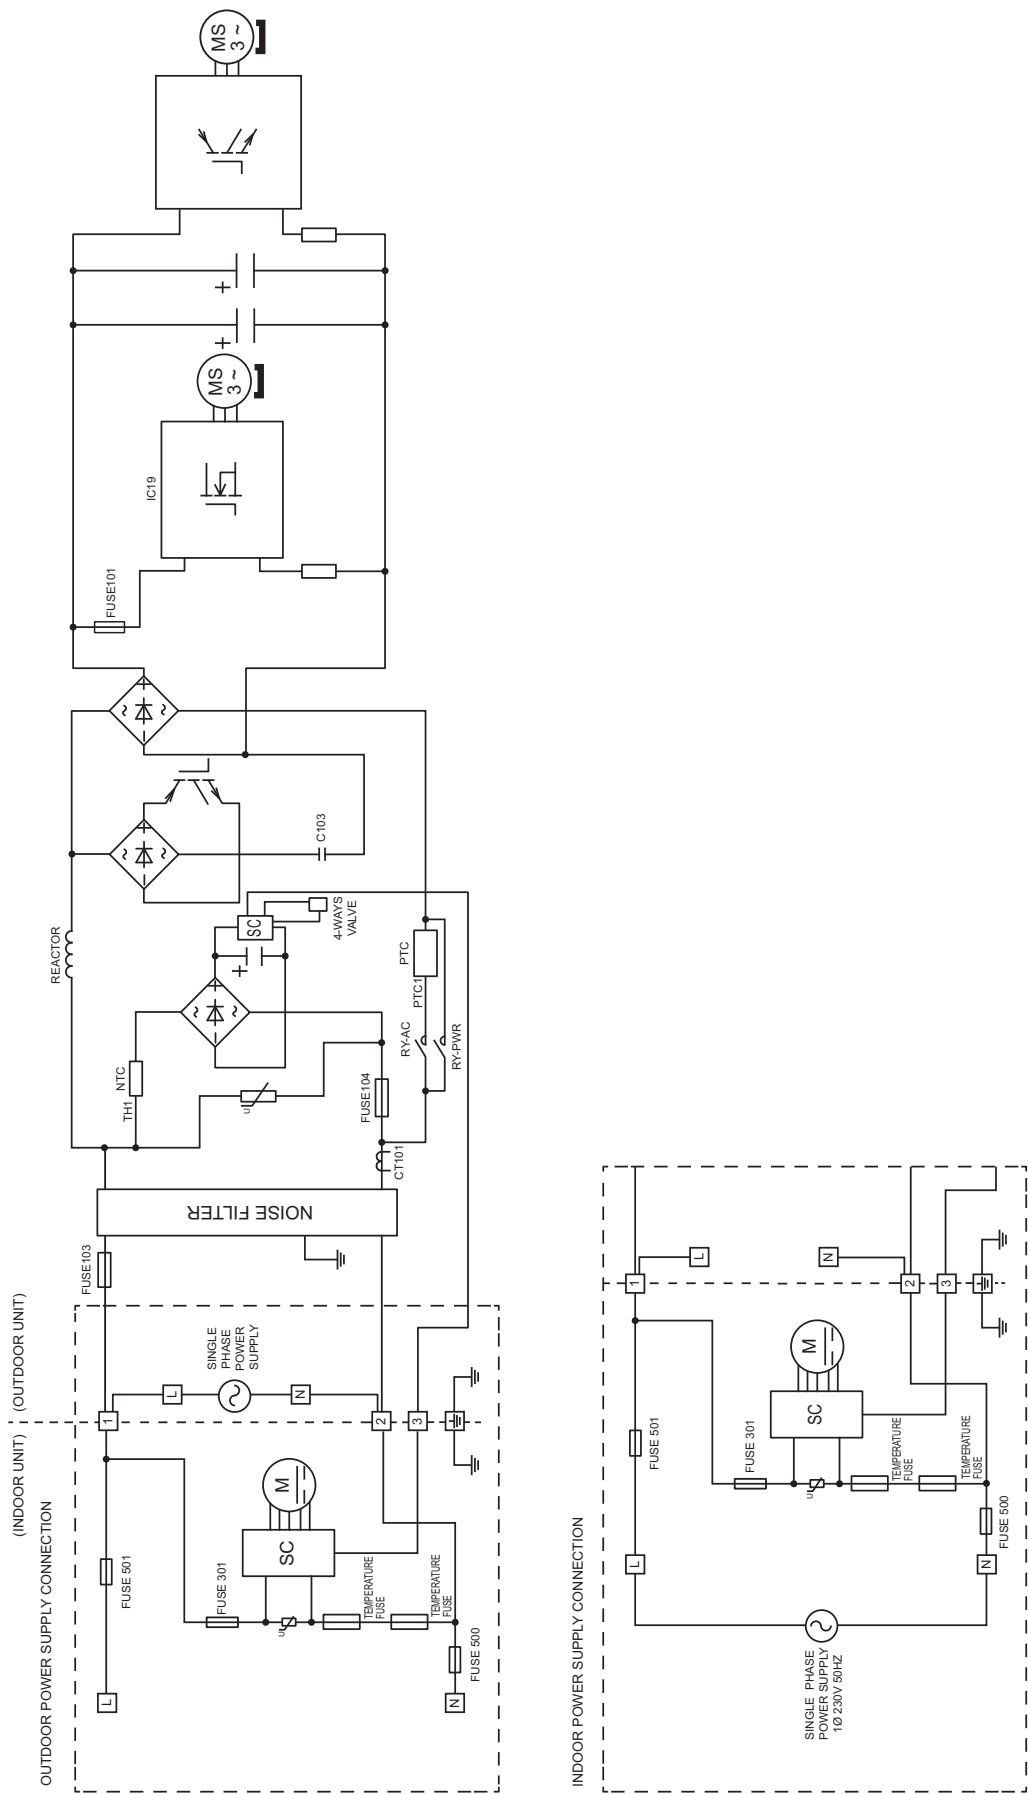 OUTDOOR POWER SUPPLY CONNECTION
(INDOOR UNIT)
(OUTDOOR UNIT)
L
FUSE 501
1
FUSE103
L
SINGLE
PHASE
POWER
SUPPLY
N
2
3
FUSE 301
SC
M
U
TEMPERATURE
FUSE
TEMPERATURE
FUSE
N
FUSE 500
NOISE FILTER
CT101
FUSE104
TH1
NTC
U
REACTOR
RY-AC
RY-PWR
PTC1
PTC
+
SC
4-WAYS
VALVE
~
~
+
-
C103
~
~
+
-
~
~
+
-
FUSE101
IC19
MS
3 ~
+
+
MS
3 ~
INDOOR POWER SUPPLY CONNECTION
SINGLE PHASE
POWER SUPPLY
1Ø 230V 50HZ
L
FUSE 501
1
L
N
2
3
FUSE 301
SC
M
U
TEMPERATURE
FUSE
TEMPERATURE
FUSE
N
FUSE 500